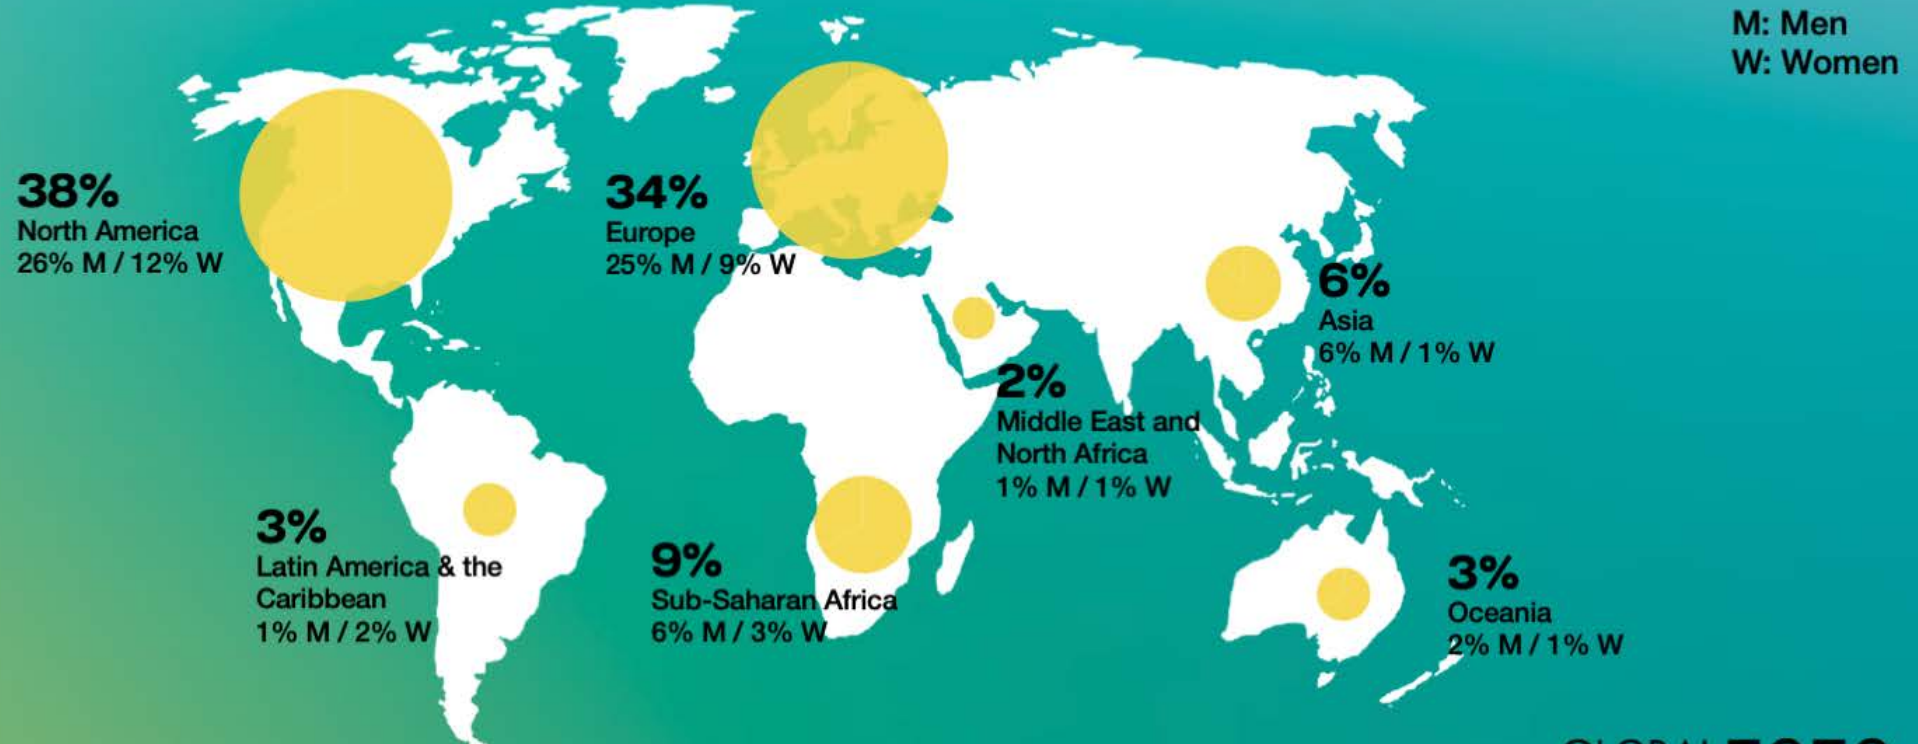 M: Men
W: Women
38%
North America
26% M / 12% W
34%
Europe
25% M / 9% W
6%
Asia
6% M / 1% W
2%
Middle East and
North Africa
1% M / 1% W
3%
Latin America & the
Caribbean
1% M / 2% W
9%
Sub-Saharan Africa
6% M / 3% W
3%
Oceania
2% M / 1% W
GLOBAL 5050